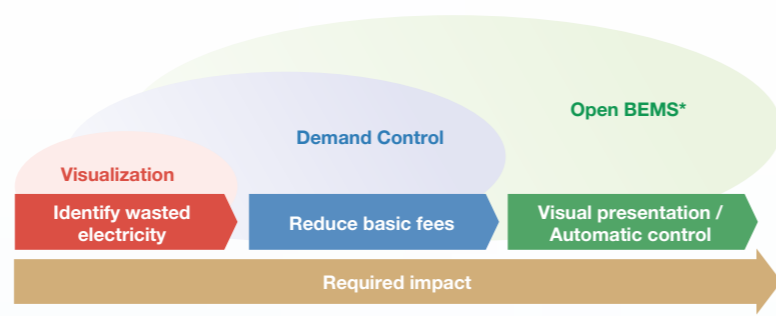 Open BEMS*
Demand Control
Visualization
Identify wasted
electricity
Reduce basic fees
Visual presentation /
Automatic control
Required impact